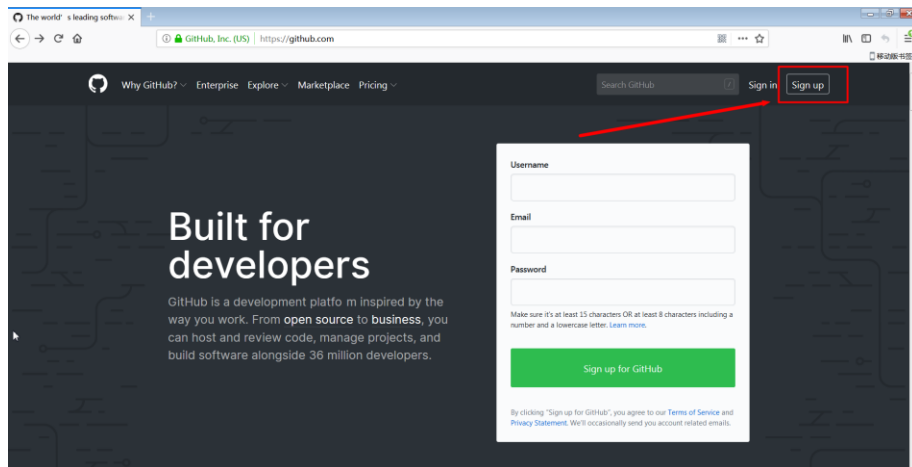 The world' s leading softwa
GitHub, Inc. (US) https://github.com
移动版书签
Why GitHub? Enterprise Explore Marketplace Pricing Search GitHub / Sign in Sign up
Username
Email
Built for
developers
Password
GitHub is a development platfo m inspired by the
way you work. From open source to business, you
can host and review code, manage projects, and
build software alongside 36 million developers.
Make sure it's at least 15 characters OR at least 8 characters including a
number and a lowercase letter. Learn more.
Sign up for GitHub
By clicking "Sign up for GitHub", you agree to our Terms of Service and
Privacy Statement. We'll occasionally send you account related emails.